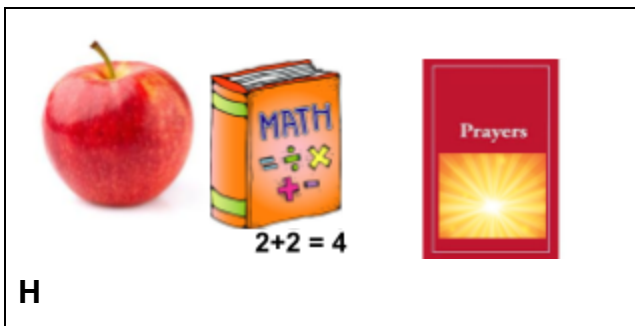 MATH
= ÷ ×
+ -
2+2 = 4
Prayers
H